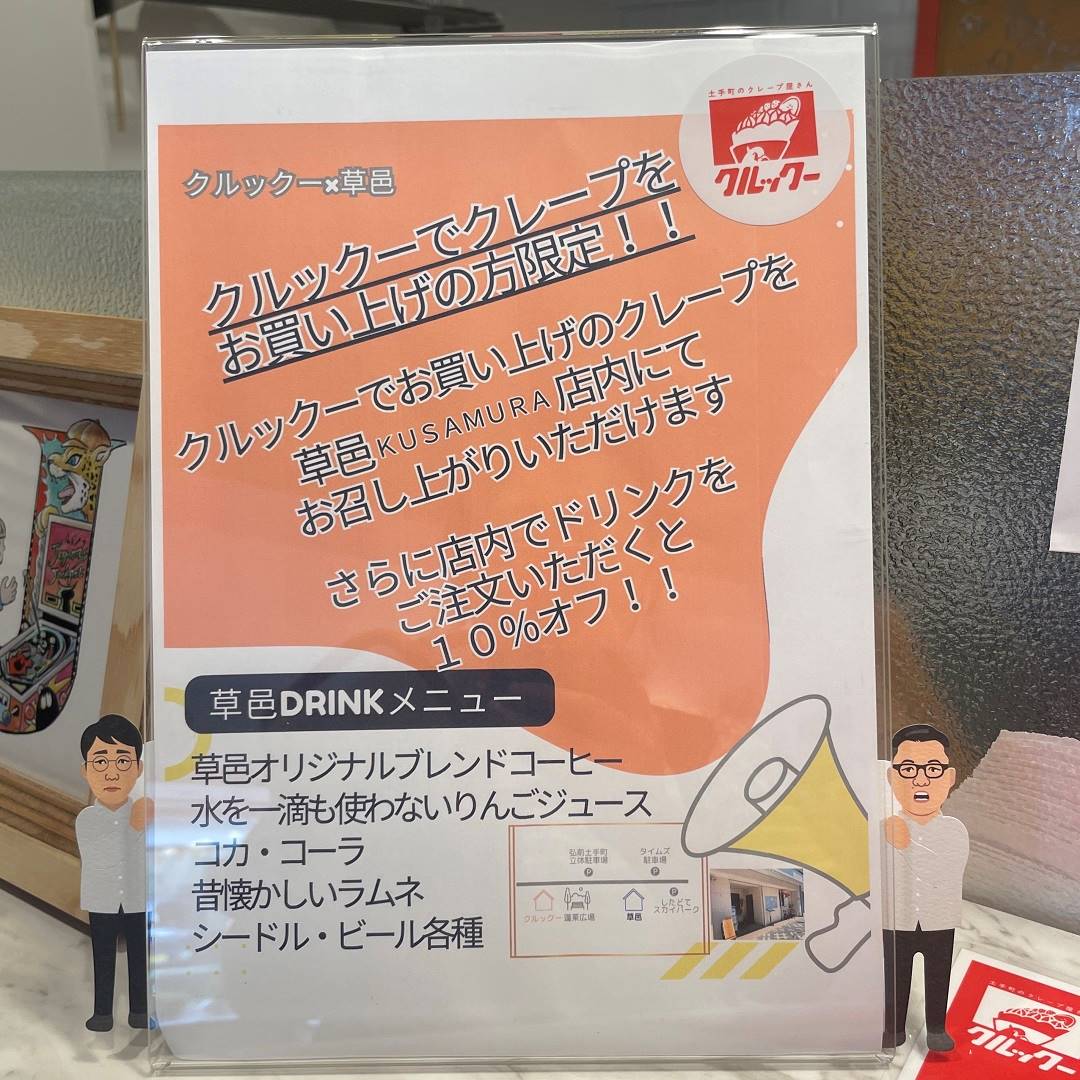 土手町のクレープ屋さん
クルックー
クルックー×草邑
クルックーでクレープを
お買い上げの方限定！！
クルックーでお買い上げのクレープを
草邑KUSAMURA店内にて
お召し上がりいただけます
さらに店内でドリンクを
ご注文いただくと
１０％オフ！！
草邑DRINKメニュー
草邑オリジナルブレンドコーヒー
水を一滴も使わないりんごジュース
コカ・コーラ
昔懐かしいラムネ
シードル・ビール各種
弘前土手町
立体駐車場
P
タイムズ
駐車場
P
クルックー
蓬莱広場
草邑
P
したどて
スカイパーク
土手町のクレープ屋さん
クルックー